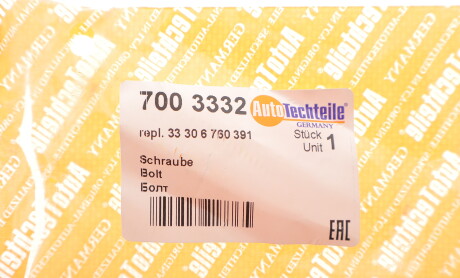 700 3332
AutoTechteile
GERMANY
repl. 33 30 6 760 391
Stück
Unit 1
Schraube
Bolt
Болт
EAC